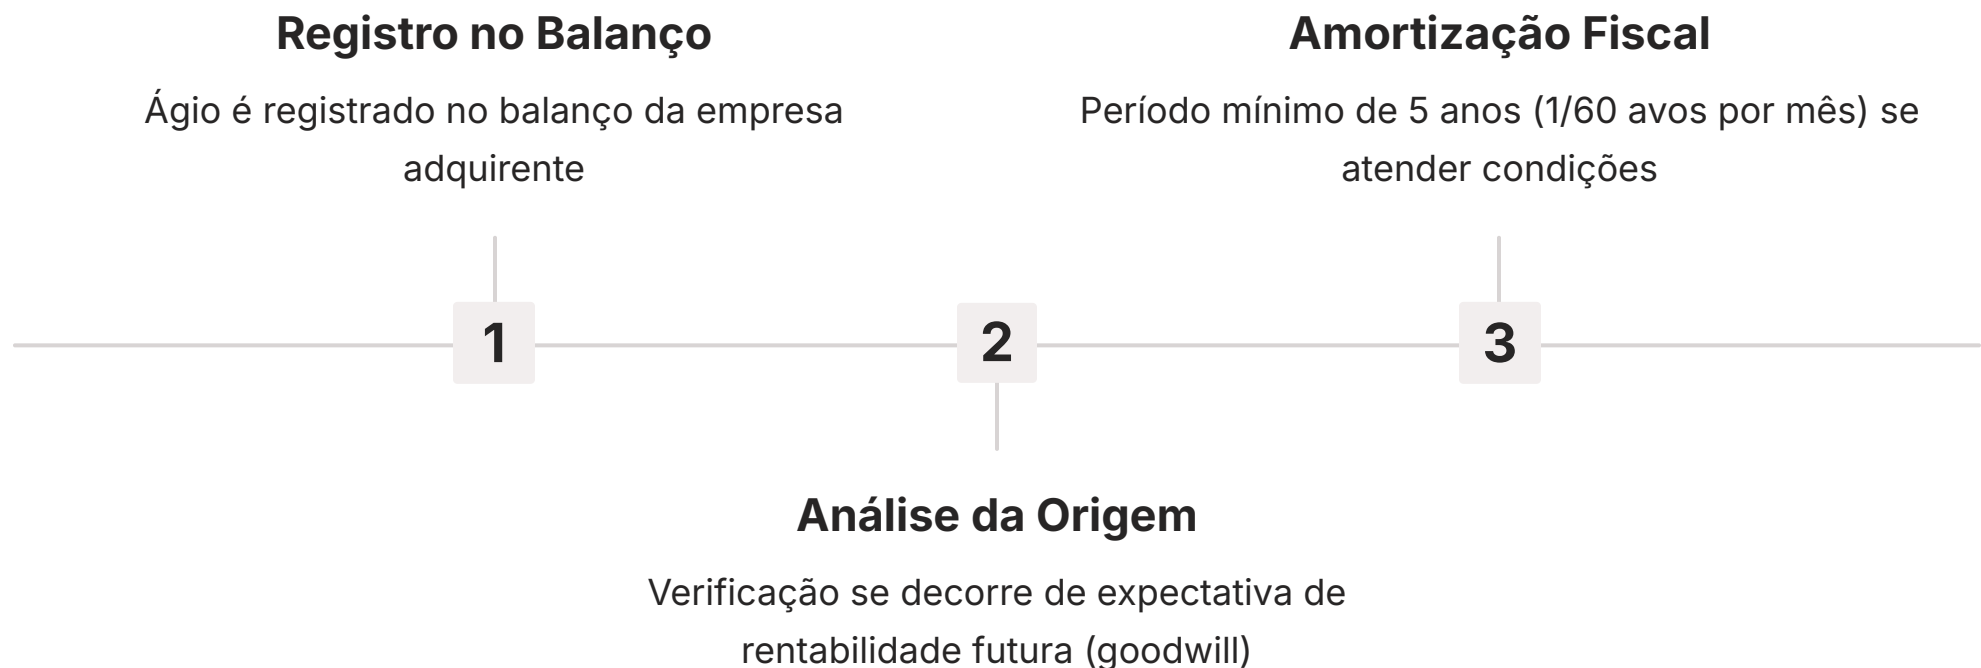 Registro no Balanço
Ágio é registrado no balanço da empresa
adquirente
1
2
Análise da Origem
Verificação se decorre de expectativa de
rentabilidade futura (goodwill)
Amortização Fiscal
Período mínimo de 5 anos (1/60 avos por mês) se
atender condições
3